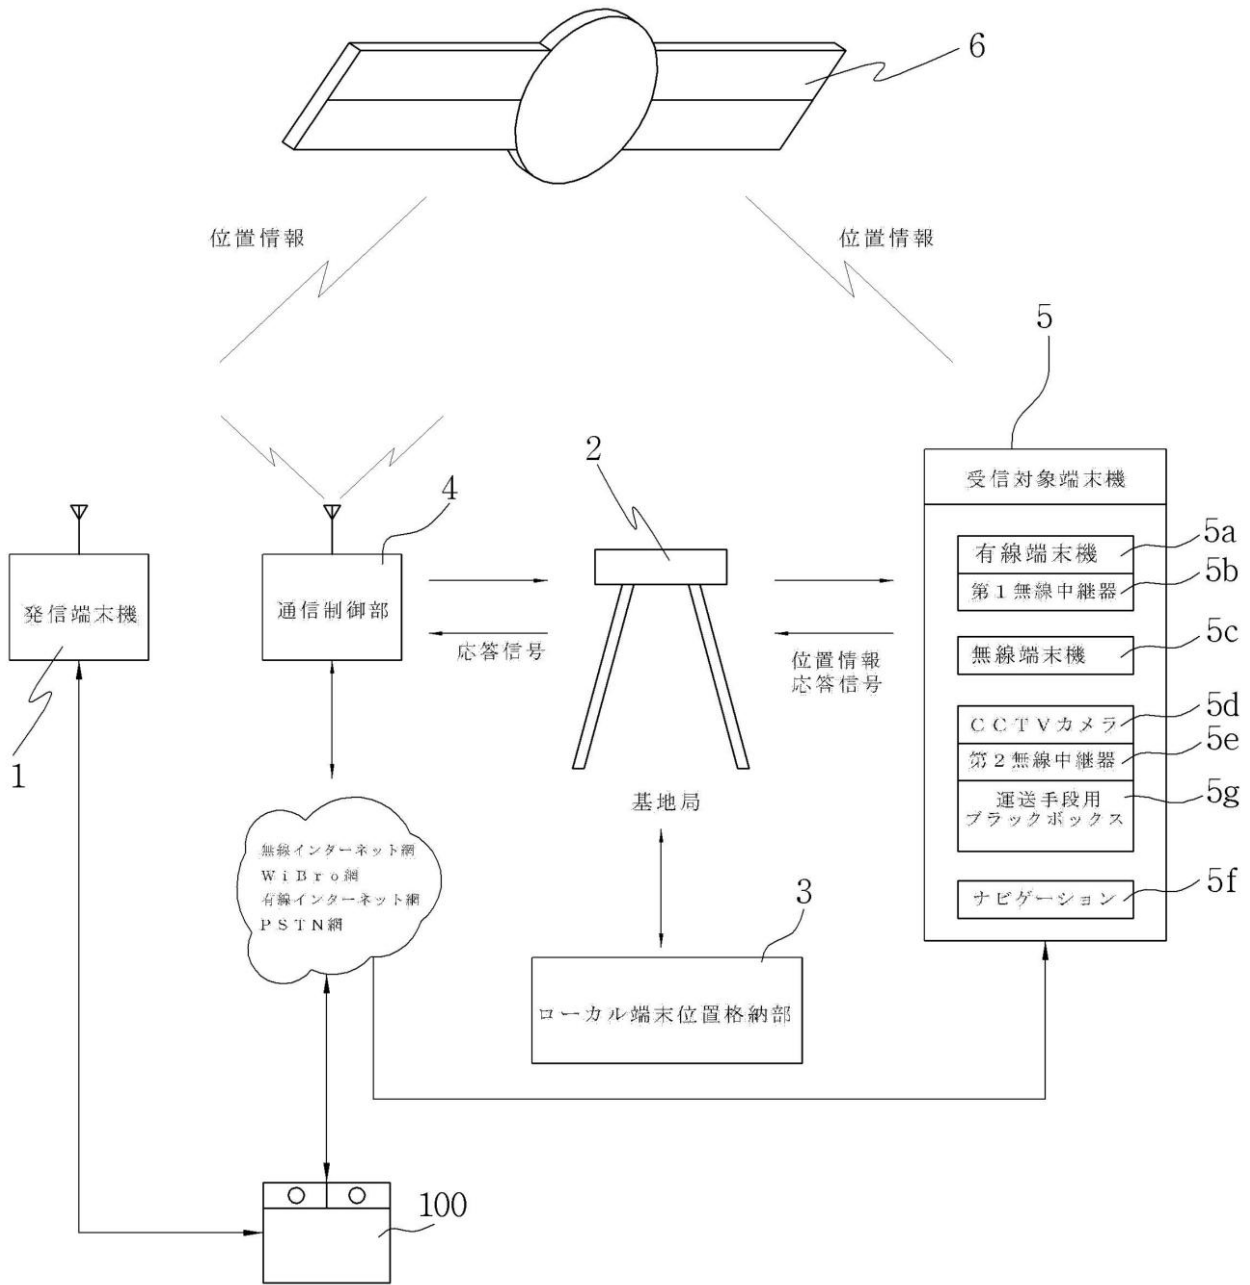 6
位置情報
位置情報
5
受信対象端末機
2
4
5a
有線端末機
5b
第1無線中継器
発信端末機
通信制御部
応答信号
位置情報
応答信号
5c
無線端末機
1
5d
CCTVカメラ
5e
第2無線中継器
5g
運送手段用
ブラックボックス
基地局
無線インターネット網
WiBro網
有線インターネット網
PSTN網
5f
ナビゲーション
3
ローカル端末位置格納部
100